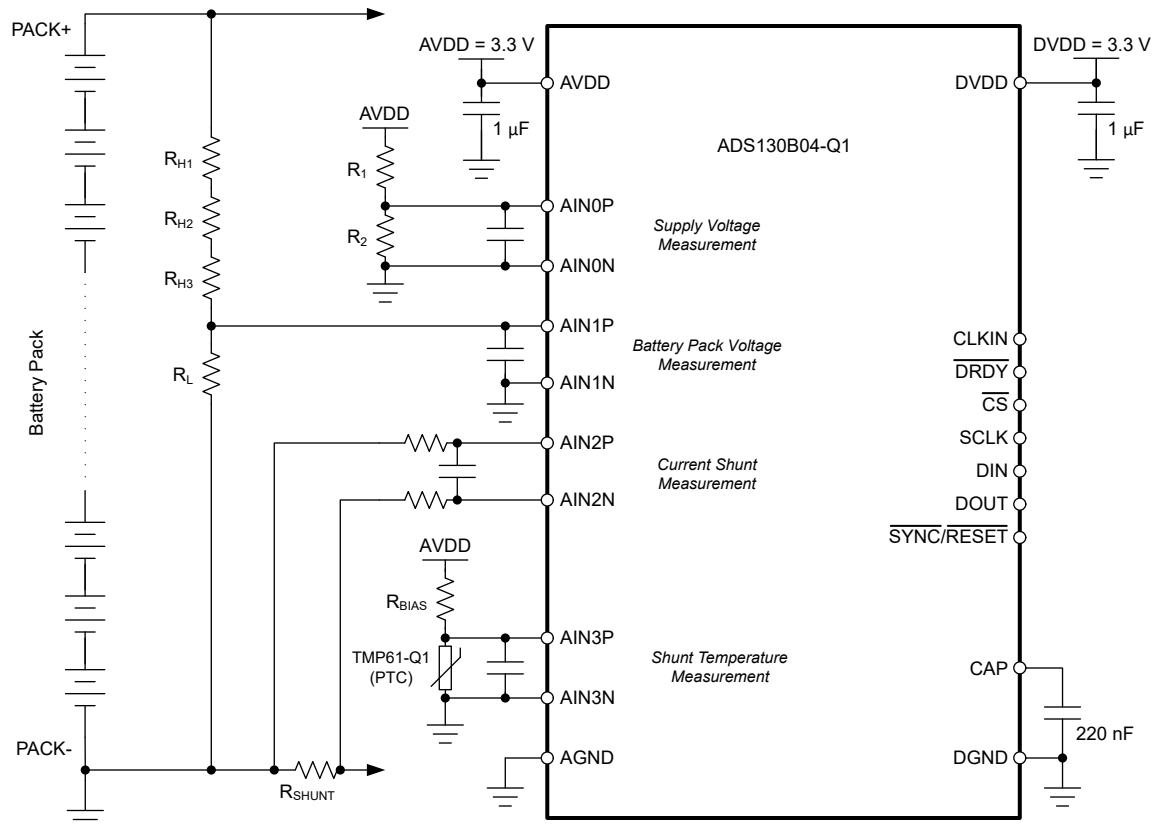 PACK+
AVDD = 3.3 V
DVDD = 3.3 V
AVDD
DVDD
1 µF
1 µF
AVDD
ADS130B04-Q1
RH1
R1
AIN0P
RH2
R2
Supply Voltage
Measurement
RH3
AIN0N
AIN1P
Battery Pack Voltage
Measurement
CLKIN
RL
DRDY
AIN1N
Battery Pack
CS
AIN2P
SCLK
Current Shunt
Measurement
DIN
AIN2N
DOUT
SYNC/RESET
AVDD
RBIAS
AIN3P
TMP61-Q1
(PTC)
Shunt Temperature
Measurement
CAP
AIN3N
220 nF
PACK-
AGND
DGND
RSHUNT